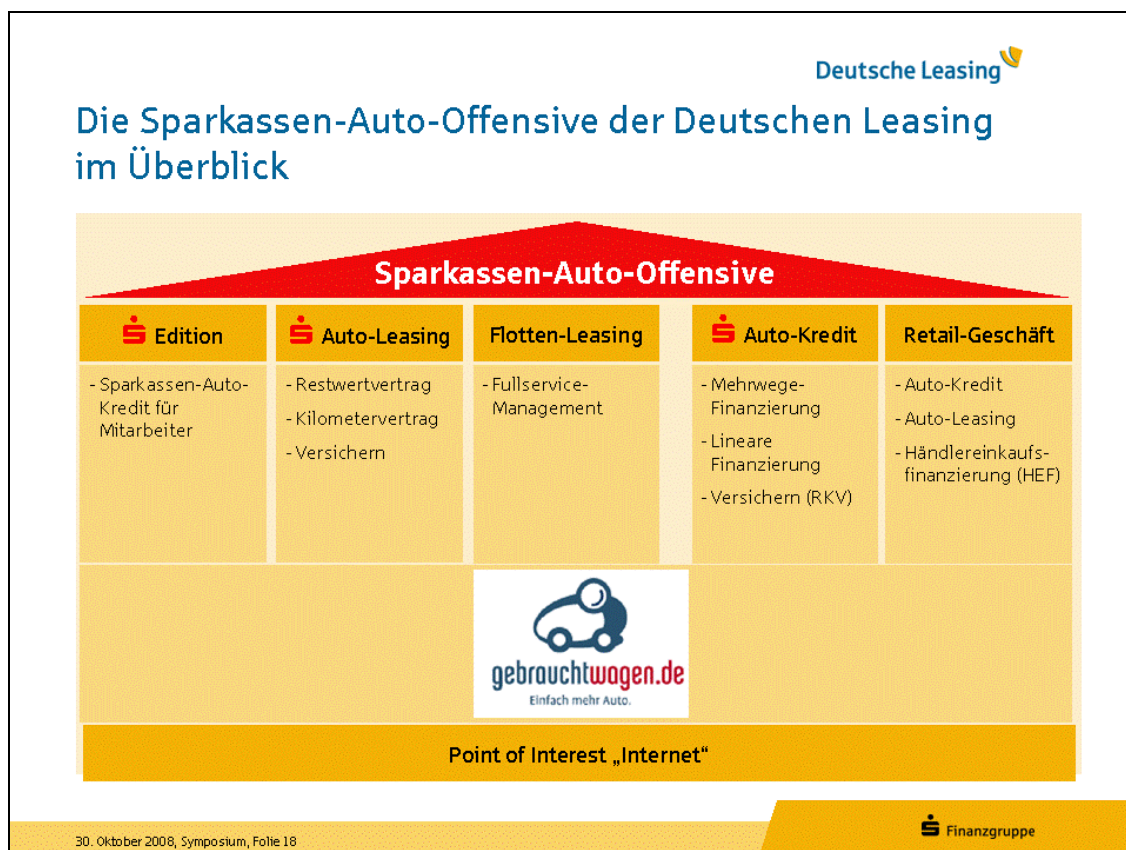 Deutsche Leasing
Die Sparkassen-Auto-Offensive der Deutschen Leasing
im Überblick
Sparkassen-Auto-Offensive
Edition
- Sparkassen-Auto-
Kredit für
Mitarbeiter
Auto-Leasing
- Restwertvertrag
- Kilometervertrag
- Versichern
Flotten-Leasing
- Fullservice-
Management
Auto-Kredit
- Mehrwege-
Finanzierung
- Lineare
Finanzierung
- Versichern (RKV)
Retail-Geschäft
- Auto-Kredit
- Auto-Leasing
- Händlereinkaufs-
finanzierung (HEF)
gebrauchtwagen.de
Einfach mehr Auto.
Point of Interest „Internet“
30. Oktober 2008, Symposium, Folie 18
Finanzgruppe